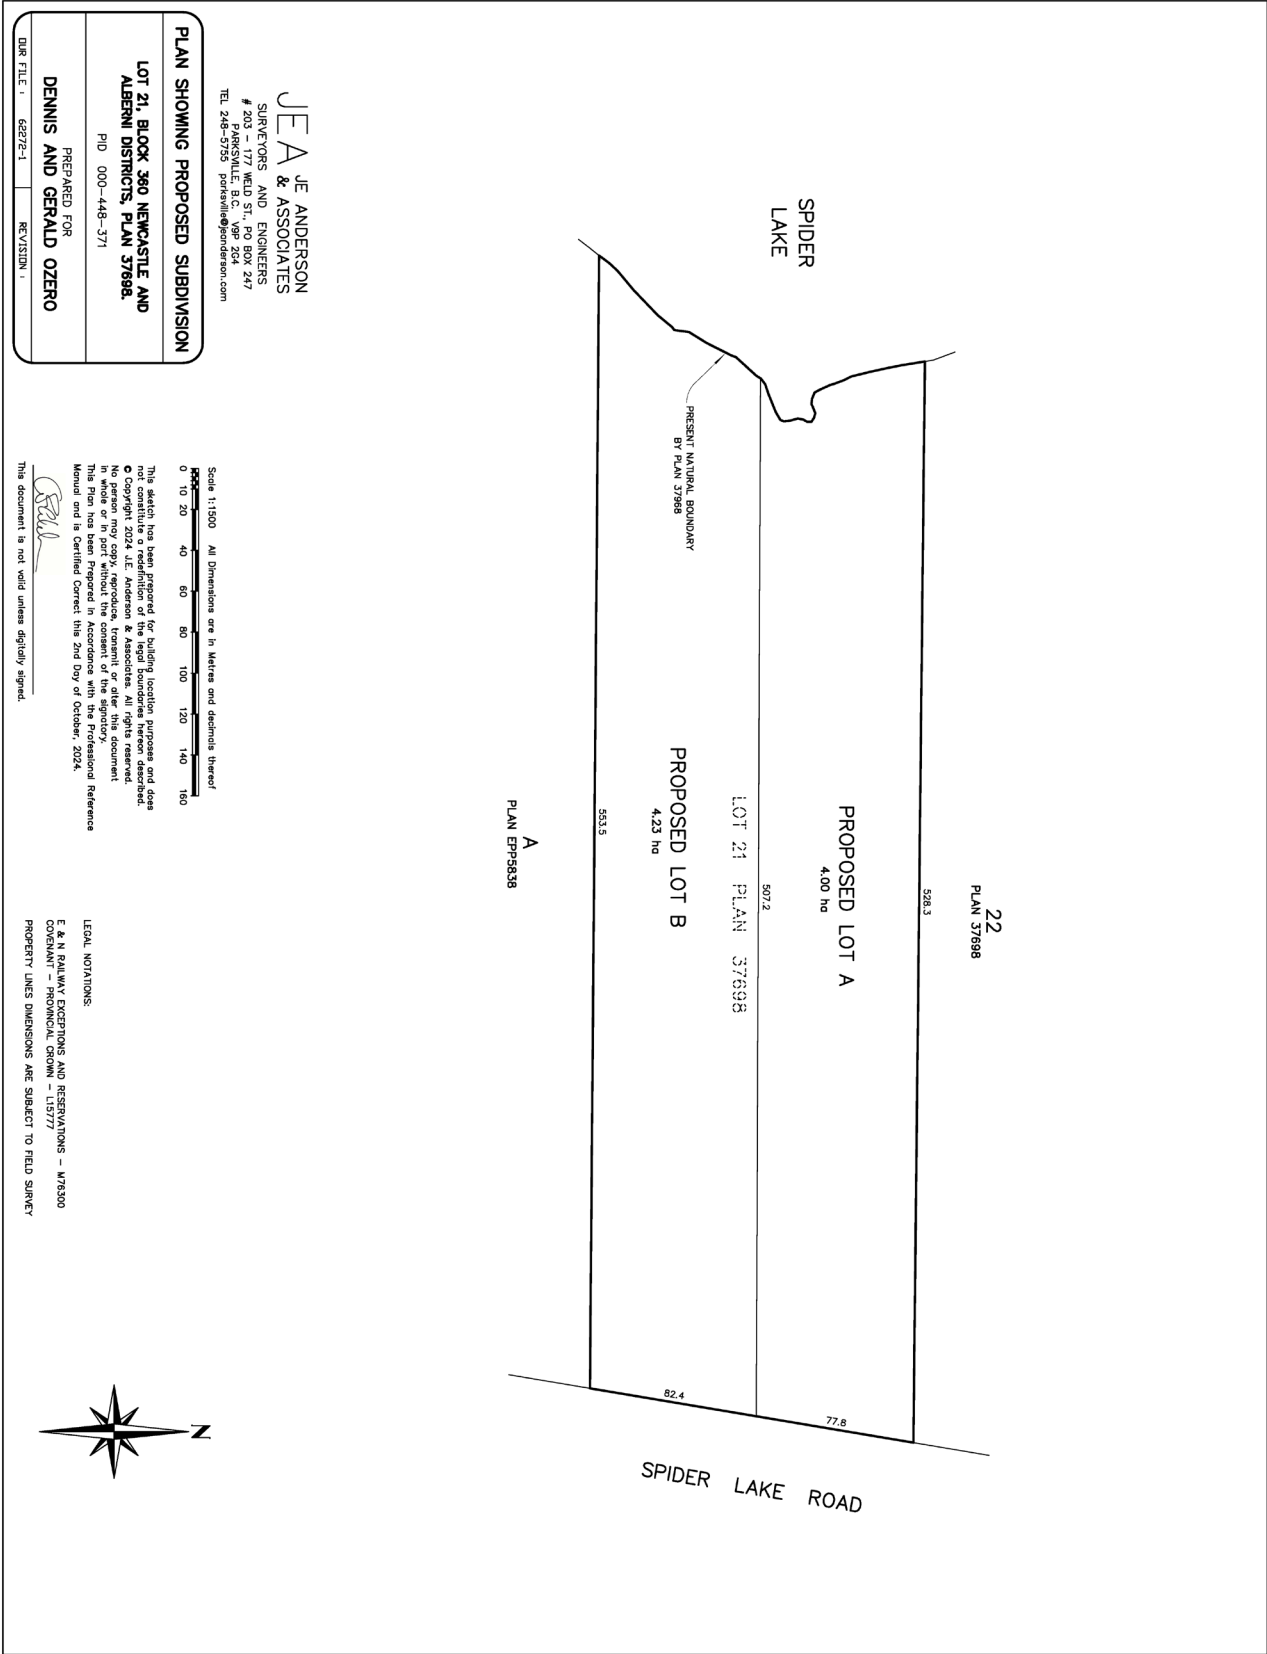 SPIDER
LAKE
22
PLAN 37698
528.3
PROPOSED LOT A
4.00 ha
507.2
LOT 21 PLAN 37698
PROPOSED LOT B
4.23 ha
PRESENT NATURAL BOUNDARY
BY PLAN 37968
553.5
A
PLAN EPP5838
77.8
82.4
SPIDER LAKE ROAD
JEA JE ANDERSON
& ASSOCIATES
SURVEYORS AND ENGINEERS
# 203 - 177 WELD ST., PO BOX 247
PARKSVILLE, B.C. V9P 2G4
TEL 248-5755 parksville@jeanderson.com
PLAN SHOWING PROPOSED SUBDIVISION
LOT 21, BLOCK 360 NEWCASTLE AND
ALBERNI DISTRICTS, PLAN 37698.
PID 000-448-371
PREPARED FOR
DENNIS AND GERALD OZERO
OUR FILE : 62272-1 REVISION :
Scale 1:1500 All Dimensions are in Metres and decimals thereof
0 10 20 40 60 80 100 120 140 160
This sketch has been prepared for building location purposes and does
not constitute a redefinition of the legal boundaries hereon described.
© Copyright 2024 J.E. Anderson & Associates. All rights reserved.
No person may copy, reproduce, transmit or alter this document
in whole or in part without the consent of the signatory.
This Plan has been Prepared in Accordance with the Professional Reference
Manual and is Certified Correct this 2nd Day of October, 2024.
This document is not valid unless digitally signed.
LEGAL NOTATIONS:
E & N RAILWAY EXCEPTIONS AND RESERVATIONS - M76300
COVENANT - PROVINCIAL CROWN - L15777
PROPERTY LINES DIMENSIONS ARE SUBJECT TO FIELD SURVEY
N